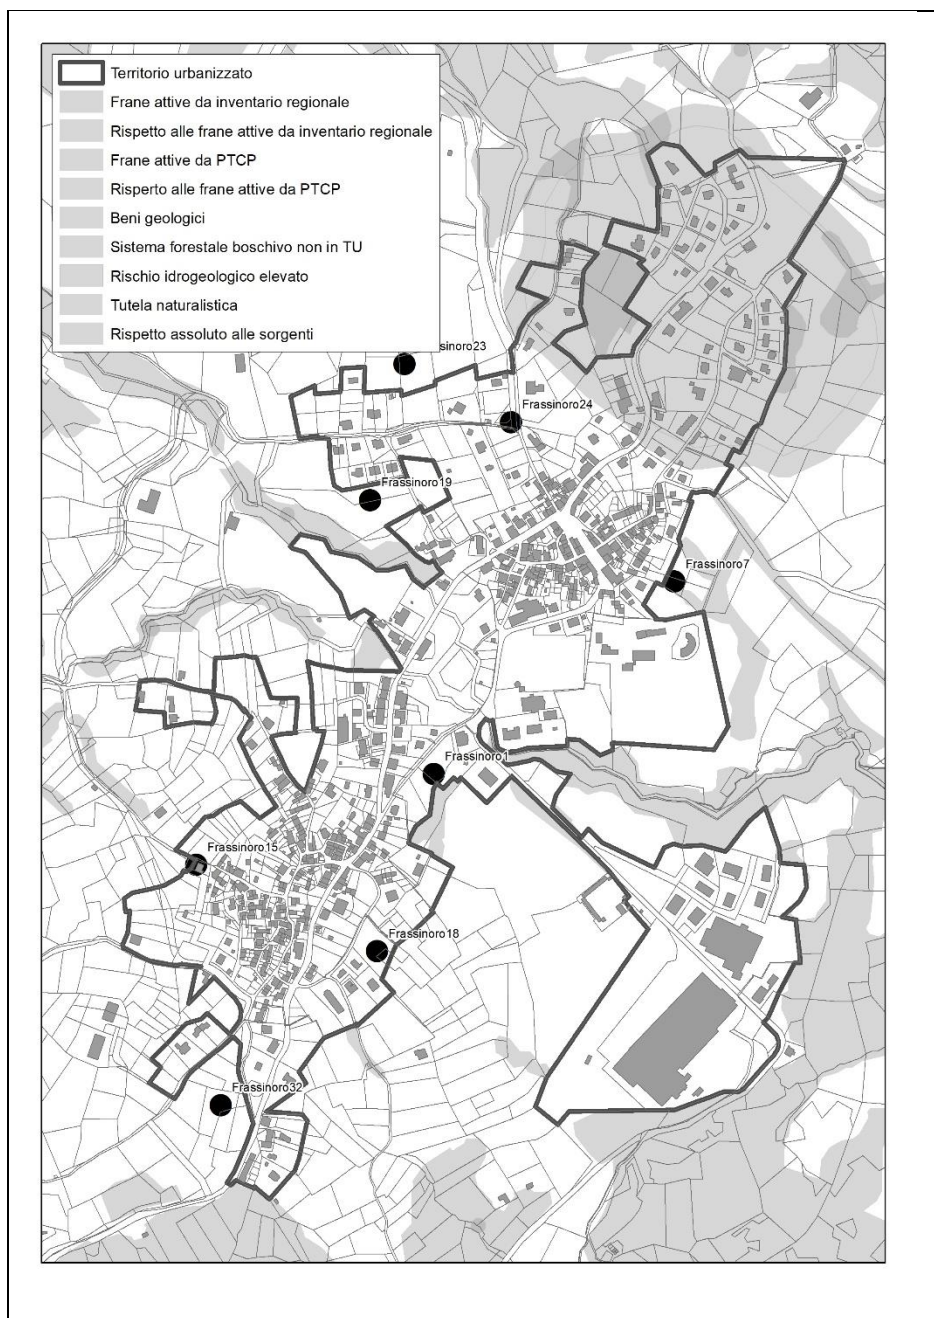 Territorio urbanizzato
Frane attive da inventario regionale
Rispetto alle frane attive da inventario regionale
Frane attive da PTCP
Risperto alle frane attive da PTCP
Beni geologici
Sistema forestale boschivo non in TU
Rischio idrogeologico elevato
Tutela naturalistica
Rispetto assoluto alle sorgenti
ssinoro23
Frassinoro24
Frassinoro19
Frassinoro7
Frassinoro1
Frassinoro15
Frassinoro18
Frassinoro32